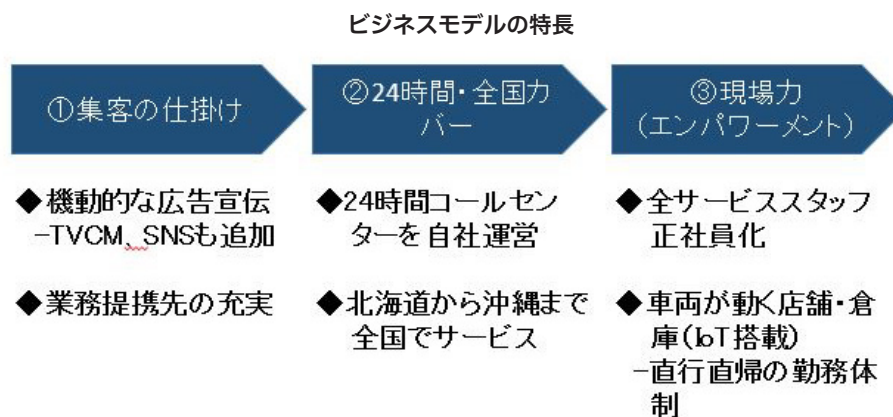 ビジネスモデルの特長
①集客の仕掛け
◆機動的な広告宣伝
-TVCM、SNSも追加
◆業務提携先の充実
②24時間・全国カ
バー
◆24時間コールセン
ターを自社運営
◆北海道から沖縄まで
全国でサービス
③現場力
(エンパワーメント)
◆全サービススタッフ
正社員化
◆車両が動く店舗・倉
庫(IoT搭載)
-直行直帰の勤務体
制